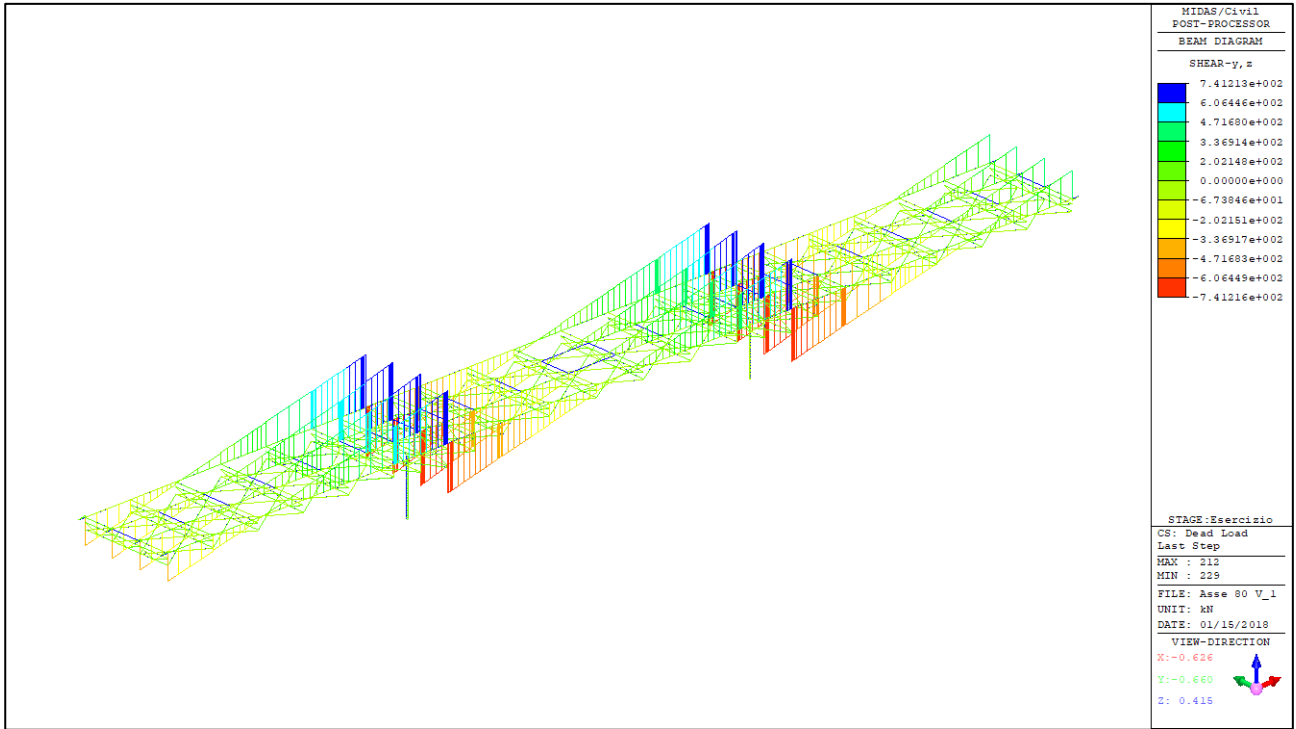 MIDAS/Civil
POST-PROCESSOR
BEAM DIAGRAM
SHEAR-y,z
7.41213e+002
6.06446e+002
4.71680e+002
3.36914e+002
2.02148e+002
0.00000e+000
-6.73846e+001
-2.02151e+002
-3.36917e+002
-4.71683e+002
-6.06449e+002
-7.41216e+002
STAGE:Esercizio
CS: Dead Load
Last Step
MAX : 212
MIN : 229
FILE: Asse 80 V_1
UNIT: kN
DATE: 01/15/2018
VIEW-DIRECTION
X:-0.626
Y:-0.660
Z: 0.415